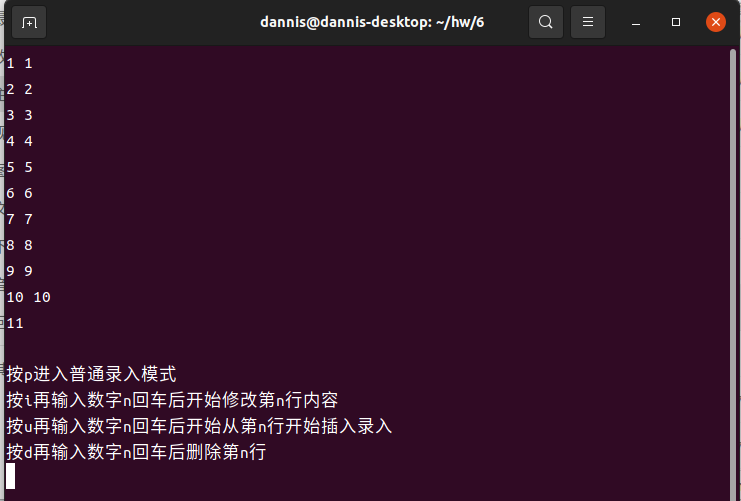 dannis@dannis-desktop: ~/hw/6
1 1
2 2
3 3
4 4
5 5
6 6
7 7
8 8
9 9
10 10
11
按p进入普通录入模式
按i再输入数字n回车后开始修改第n行内容
按u再输入数字n回车后开始从第n行开始插入录入
按d再输入数字n回车后删除第n行